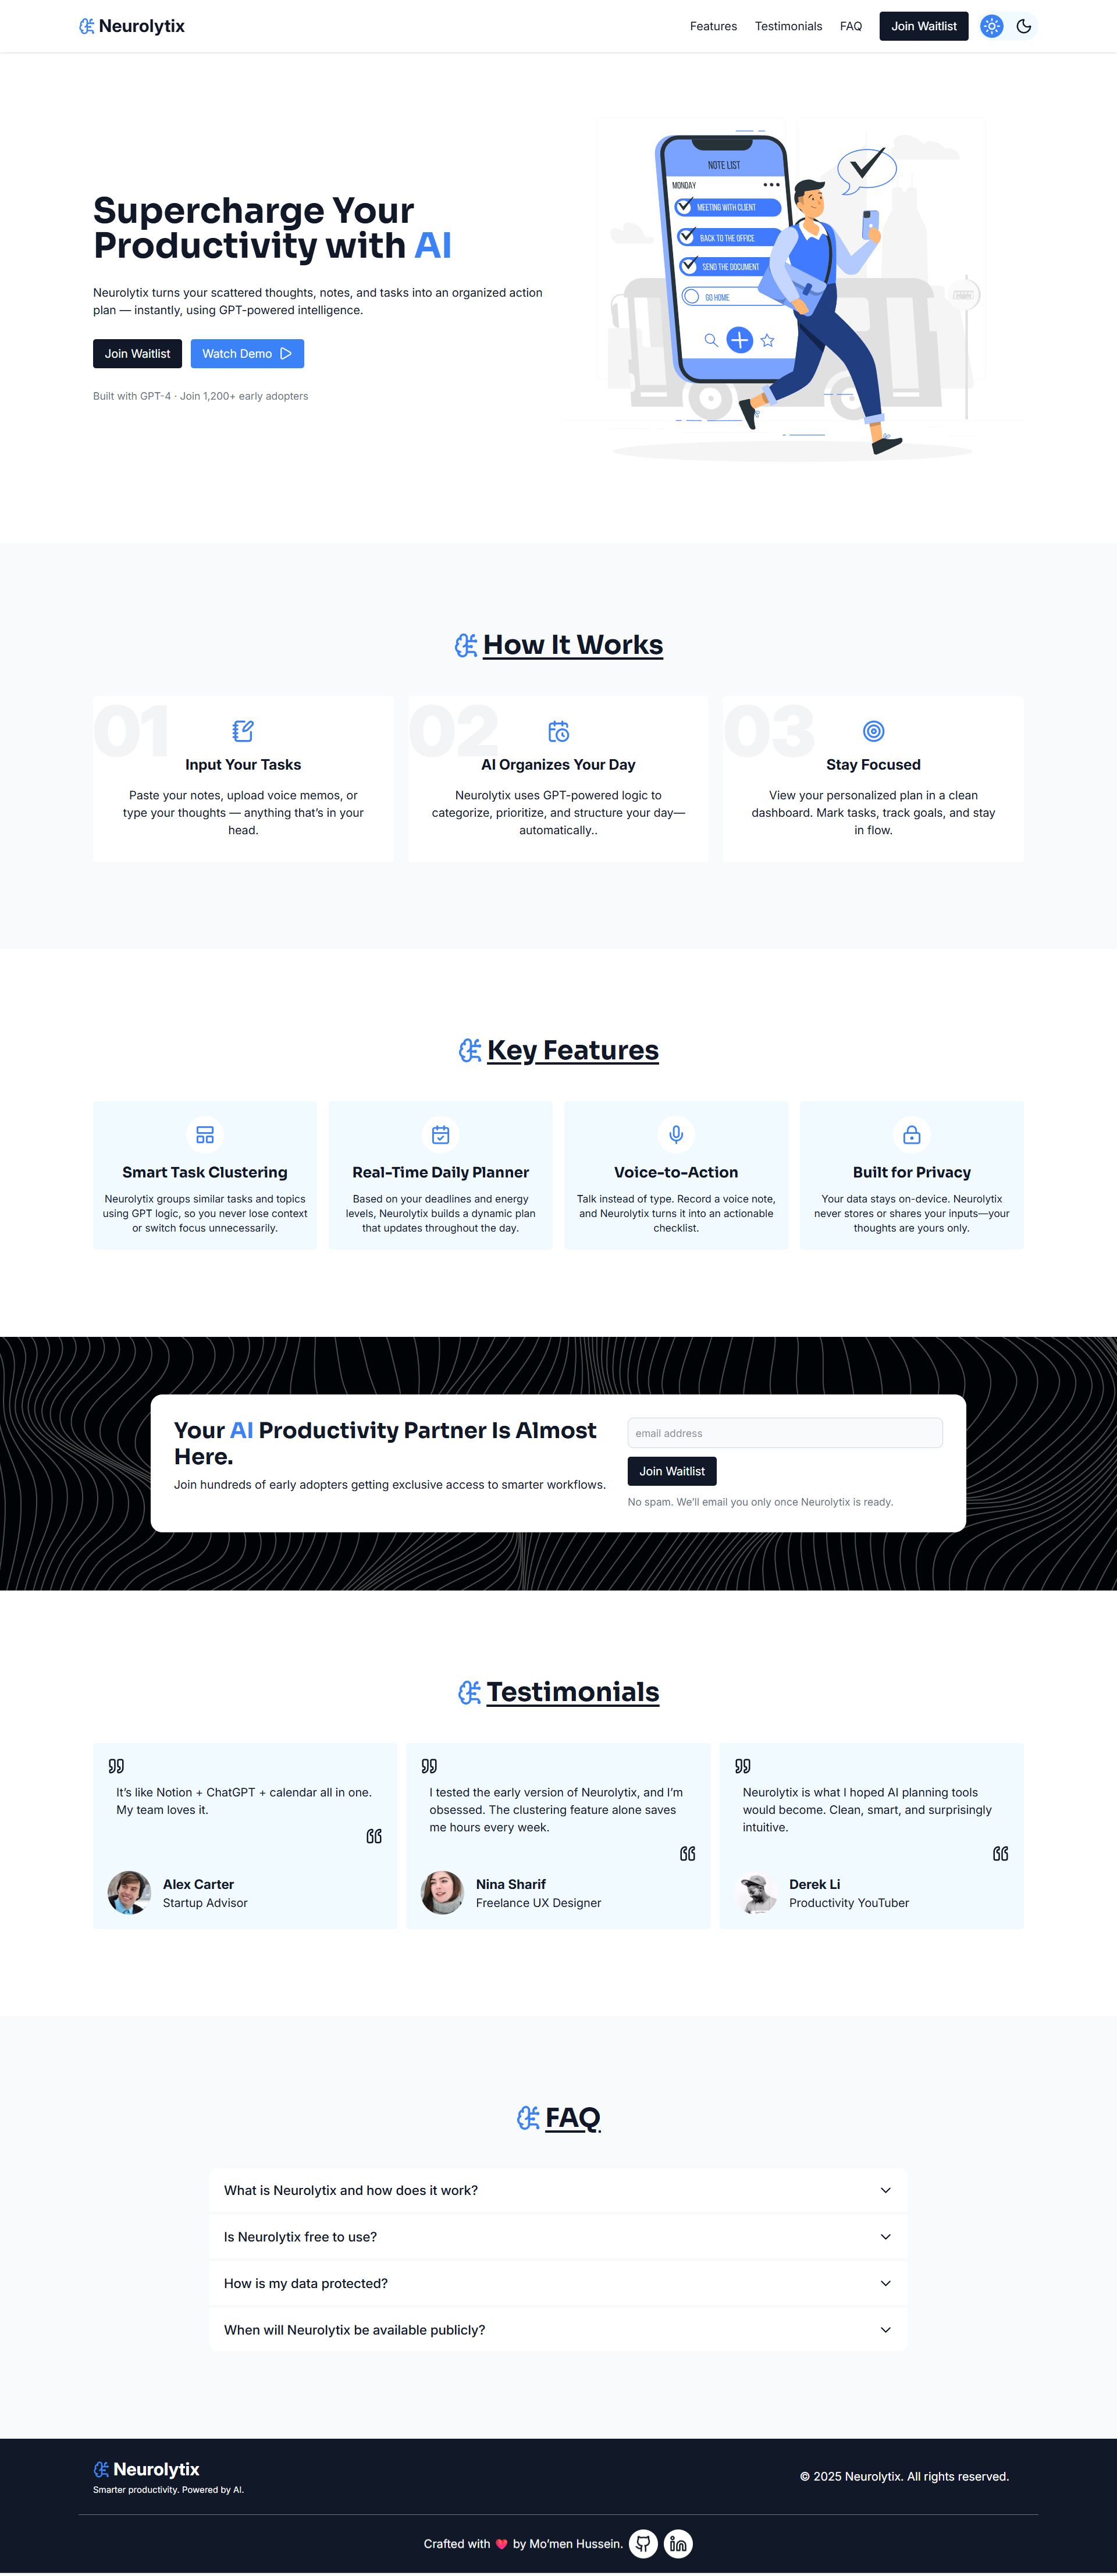 Neurolytix
Features
Testimonials
FAQ
Join Waitlist
Supercharge Your
Productivity with AI
Neurolytix turns your scattered thoughts, notes, and tasks into an organized action
plan — instantly, using GPT-powered intelligence.
Join Waitlist
Watch Demo
Built with GPT-4 · Join 1,200+ early adopters
NOTE LIST
MONDAY
MEETING WITH CLIENT
BACK TO THE OFFICE
SEND THE DOCUMENT
GO HOME
How It Works
01
Input Your Tasks
Paste your notes, upload voice memos, or
type your thoughts — anything that’s in your
head.
02
AI Organizes Your Day
Neurolytix uses GPT-powered logic to
categorize, prioritize, and structure your day—
automatically..
03
Stay Focused
View your personalized plan in a clean
dashboard. Mark tasks, track goals, and stay
in flow.
Key Features
Smart Task Clustering
Neurolytix groups similar tasks and topics
using GPT logic, so you never lose context
or switch focus unnecessarily.
Real-Time Daily Planner
Based on your deadlines and energy
levels, Neurolytix builds a dynamic plan
that updates throughout the day.
Voice-to-Action
Talk instead of type. Record a voice note,
and Neurolytix turns it into an actionable
checklist.
Built for Privacy
Your data stays on-device. Neurolytix
never stores or shares your inputs—your
thoughts are yours only.
Your AI Productivity Partner Is Almost
Here.
Join hundreds of early adopters getting exclusive access to smarter workflows.
email address
Join Waitlist
No spam. We’ll email you only once Neurolytix is ready.
Testimonials
It’s like Notion + ChatGPT + calendar all in one.
My team loves it.
Alex Carter
Startup Advisor
I tested the early version of Neurolytix, and I’m
obsessed. The clustering feature alone saves
me hours every week.
Nina Sharif
Freelance UX Designer
Neurolytix is what I hoped AI planning tools
would become. Clean, smart, and surprisingly
intuitive.
Derek Li
Productivity YouTuber
FAQ
What is Neurolytix and how does it work?
Is Neurolytix free to use?
How is my data protected?
When will Neurolytix be available publicly?
Neurolytix
Smarter productivity. Powered by AI.
© 2025 Neurolytix. All rights reserved.
Crafted with ❤️ by Mo’men Hussein.